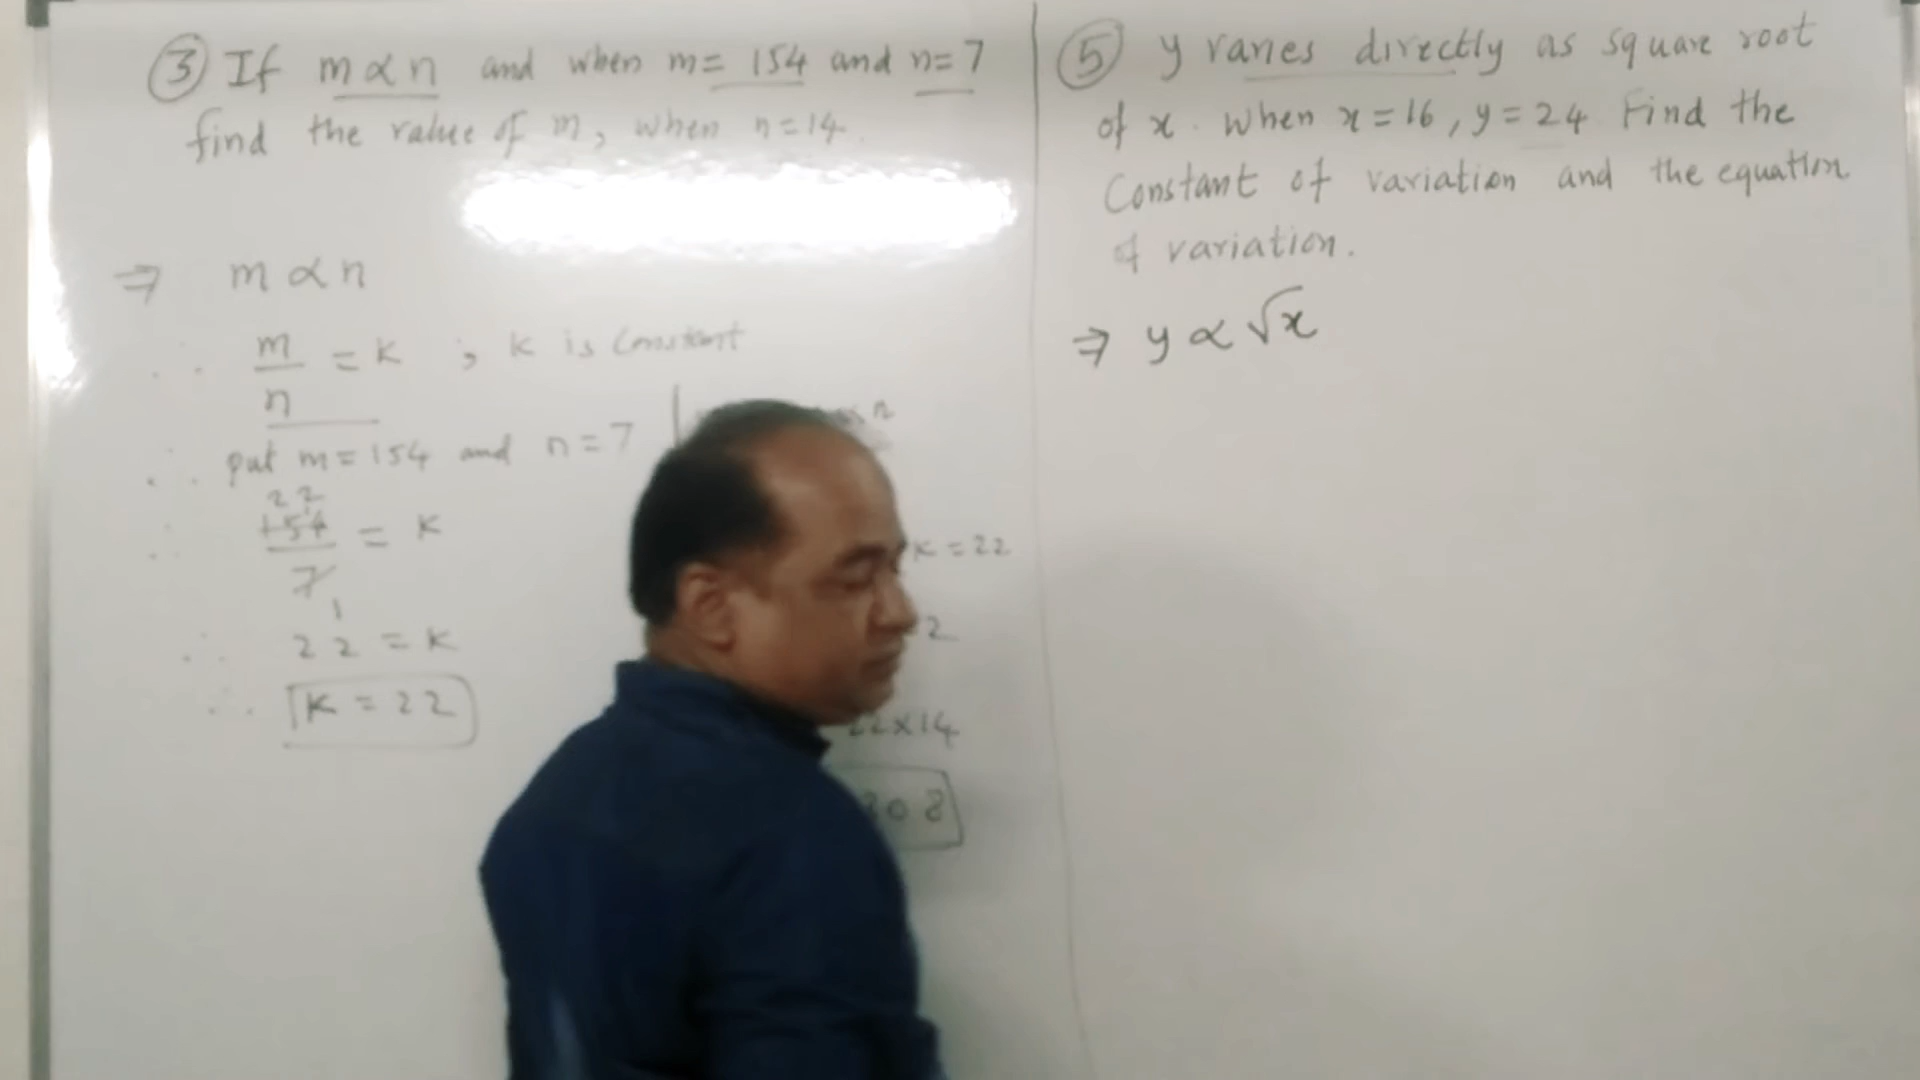 ③ If m ∝ n and when m = 154 and n = 7
find the value of m, when n = 14.
⇒ m ∝ n
∴ m/n = K , K is Constant
∴ put m = 154 and n = 7
∴ 154/7 = K
22
1
∴ 22 = K
∴ K = 22
n
K = 22
2
22 x 14
308
⑤ y varies directly as square root
of x. when x = 16, y = 24 Find the
Constant of variation and the equation
of variation.
⇒ y ∝ √x